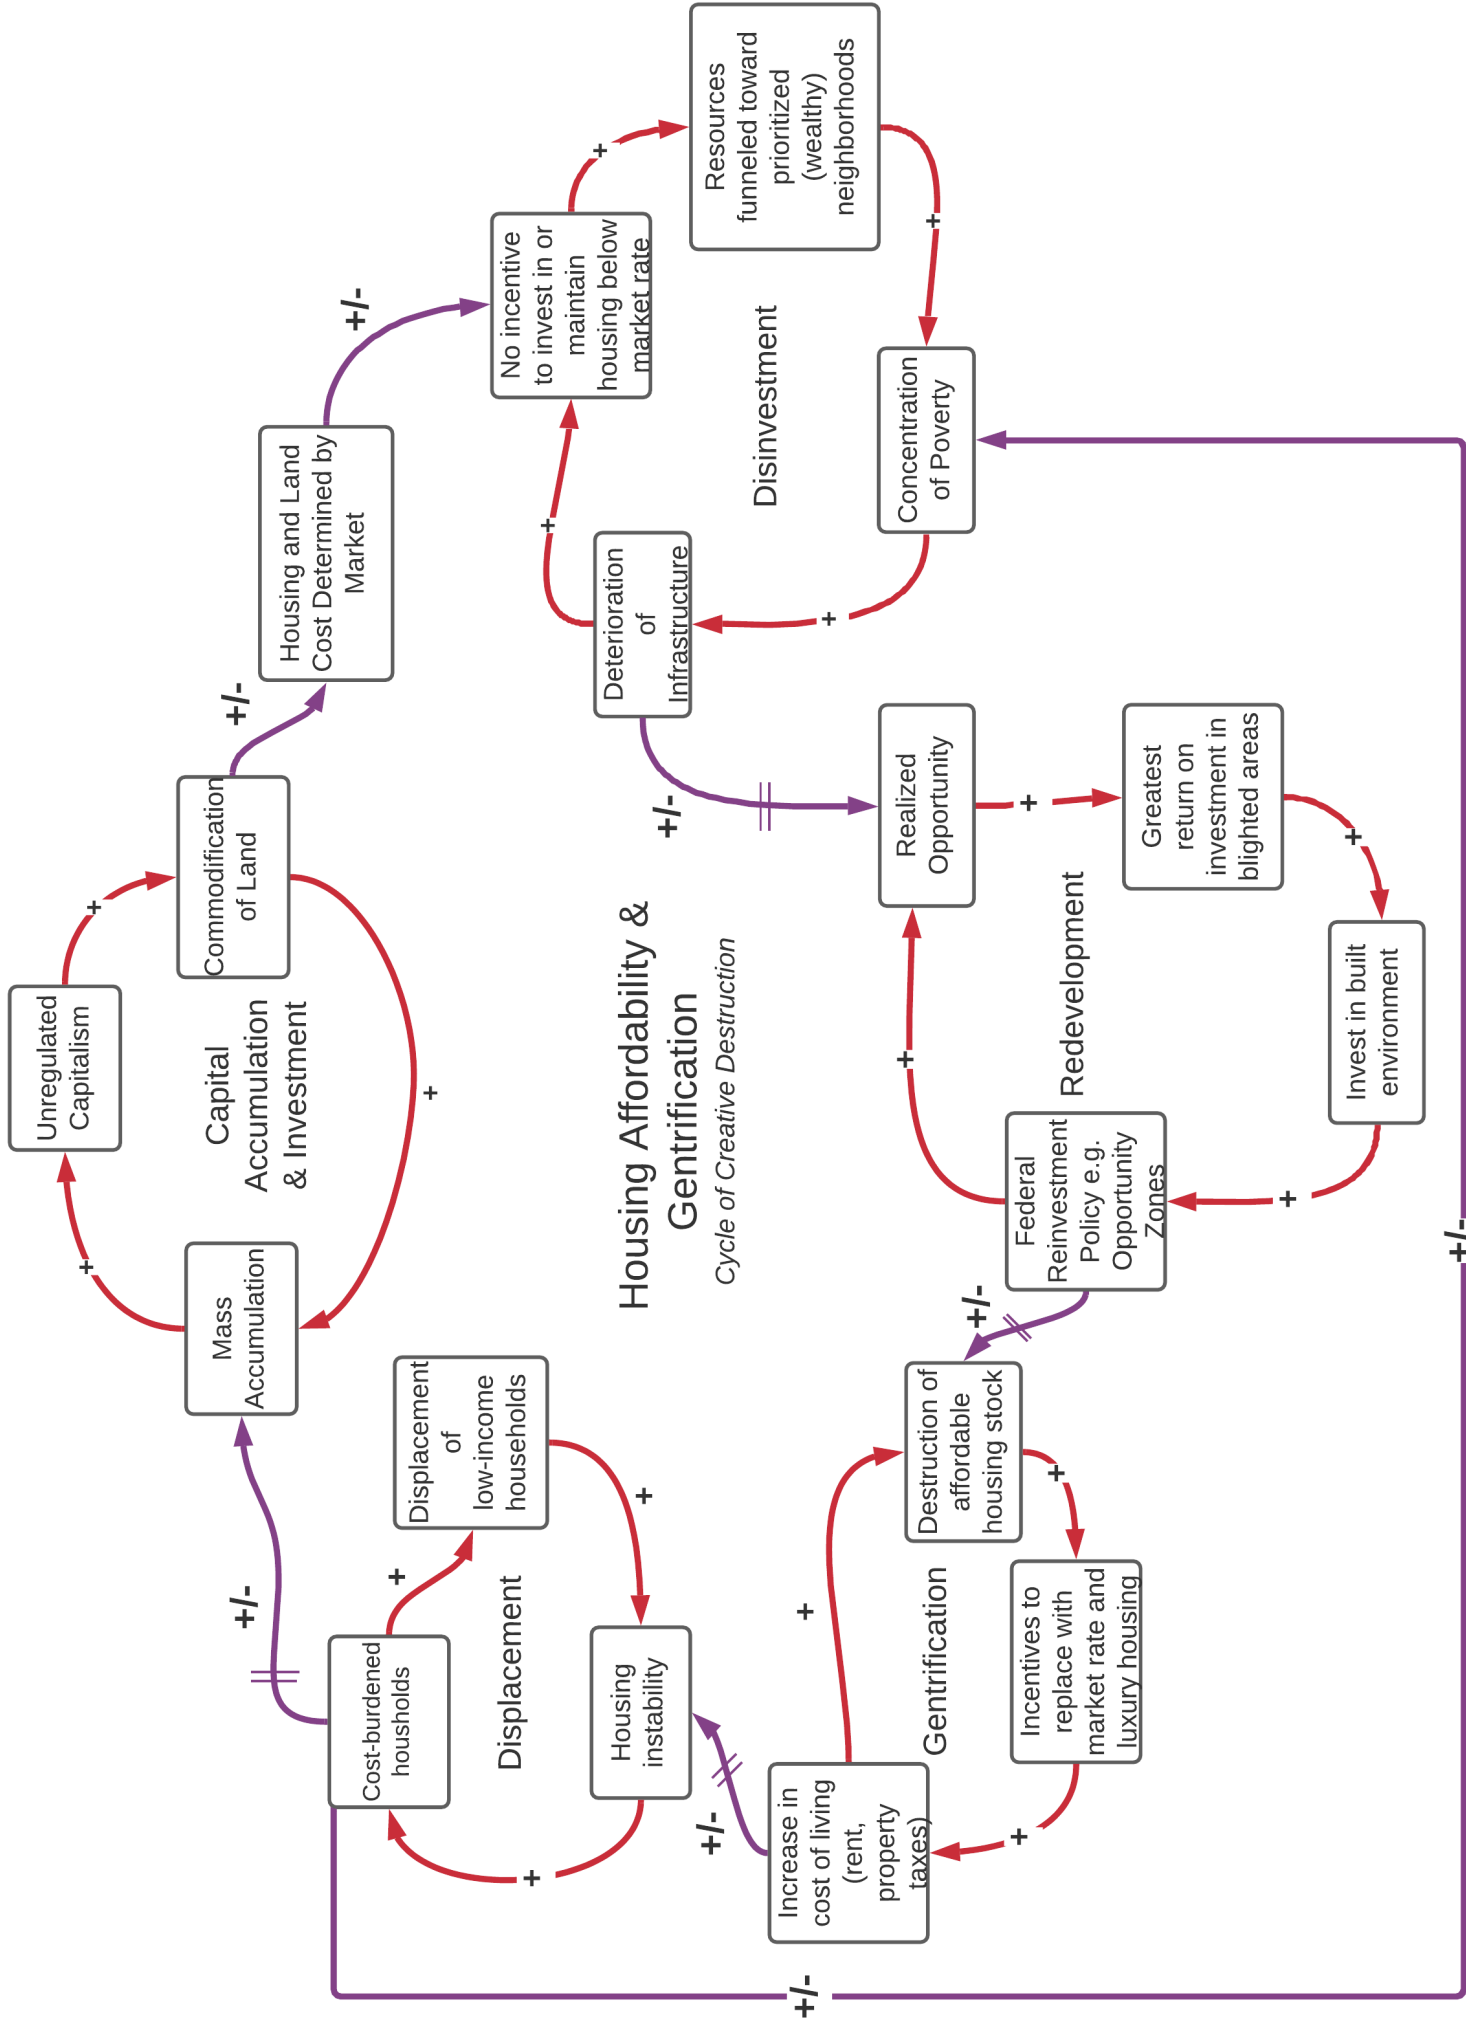 Unregulated
Capitalism
+
+
Mass
Accumulation
Commodification
of Land
Capital
Accumulation
& Investment
+
+/-
+/-
Housing and Land
Cost Determined by
Market
+/-
Cost-burdened
housholds
+
Displacement
of
low-income
households
+
Displacement
+
Housing
instability
No incentive
to invest in or
maintain
housing below
market rate
+
+
Deterioration
of
Infrastructure
Resources
funneled toward
prioritized
(wealthy)
neighborhoods
Disinvestment
+
+
Concentration
of Poverty
Housing Affordability &
Gentrification
Cycle of Creative Destruction
+/-
+/-
+/-
Increase in
cost of living
(rent,
property
taxes)
+
Destruction of
affordable
housing stock
Gentrification
+
+
Incentives to
replace with
market rate and
luxury housing
+/-
Realized
Opportunity
+
+
Federal
Reinvestment
Policy e.g.
Opportunity
Zones
Redevelopment
Greatest
return on
investment in
blighted areas
+
+
Invest in built
environment
+/-